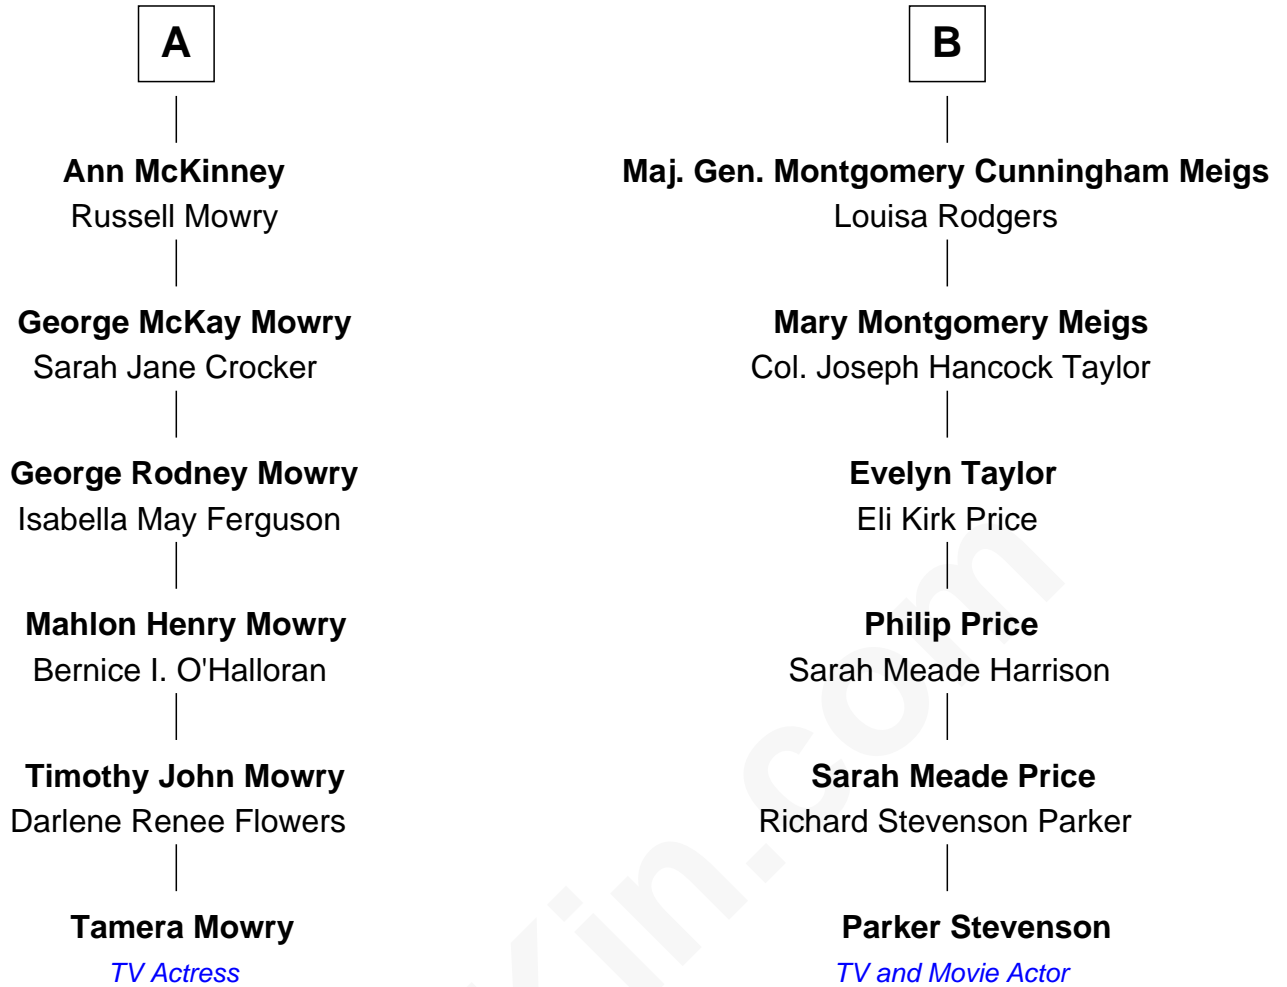 A
B
Ann McKinney
Russell Mowry
Maj. Gen. Montgomery Cunningham Meigs
Louisa Rodgers
George McKay Mowry
Sarah Jane Crocker
Mary Montgomery Meigs
Col. Joseph Hancock Taylor
George Rodney Mowry
Isabella May Ferguson
Evelyn Taylor
Eli Kirk Price
Mahlon Henry Mowry
Bernice I. O'Halloran
Philip Price
Sarah Meade Harrison
Timothy John Mowry
Darlene Renee Flowers
Sarah Meade Price
Richard Stevenson Parker
Tamera Mowry
TV Actress
Parker Stevenson
TV and Movie Actor
Kin.com